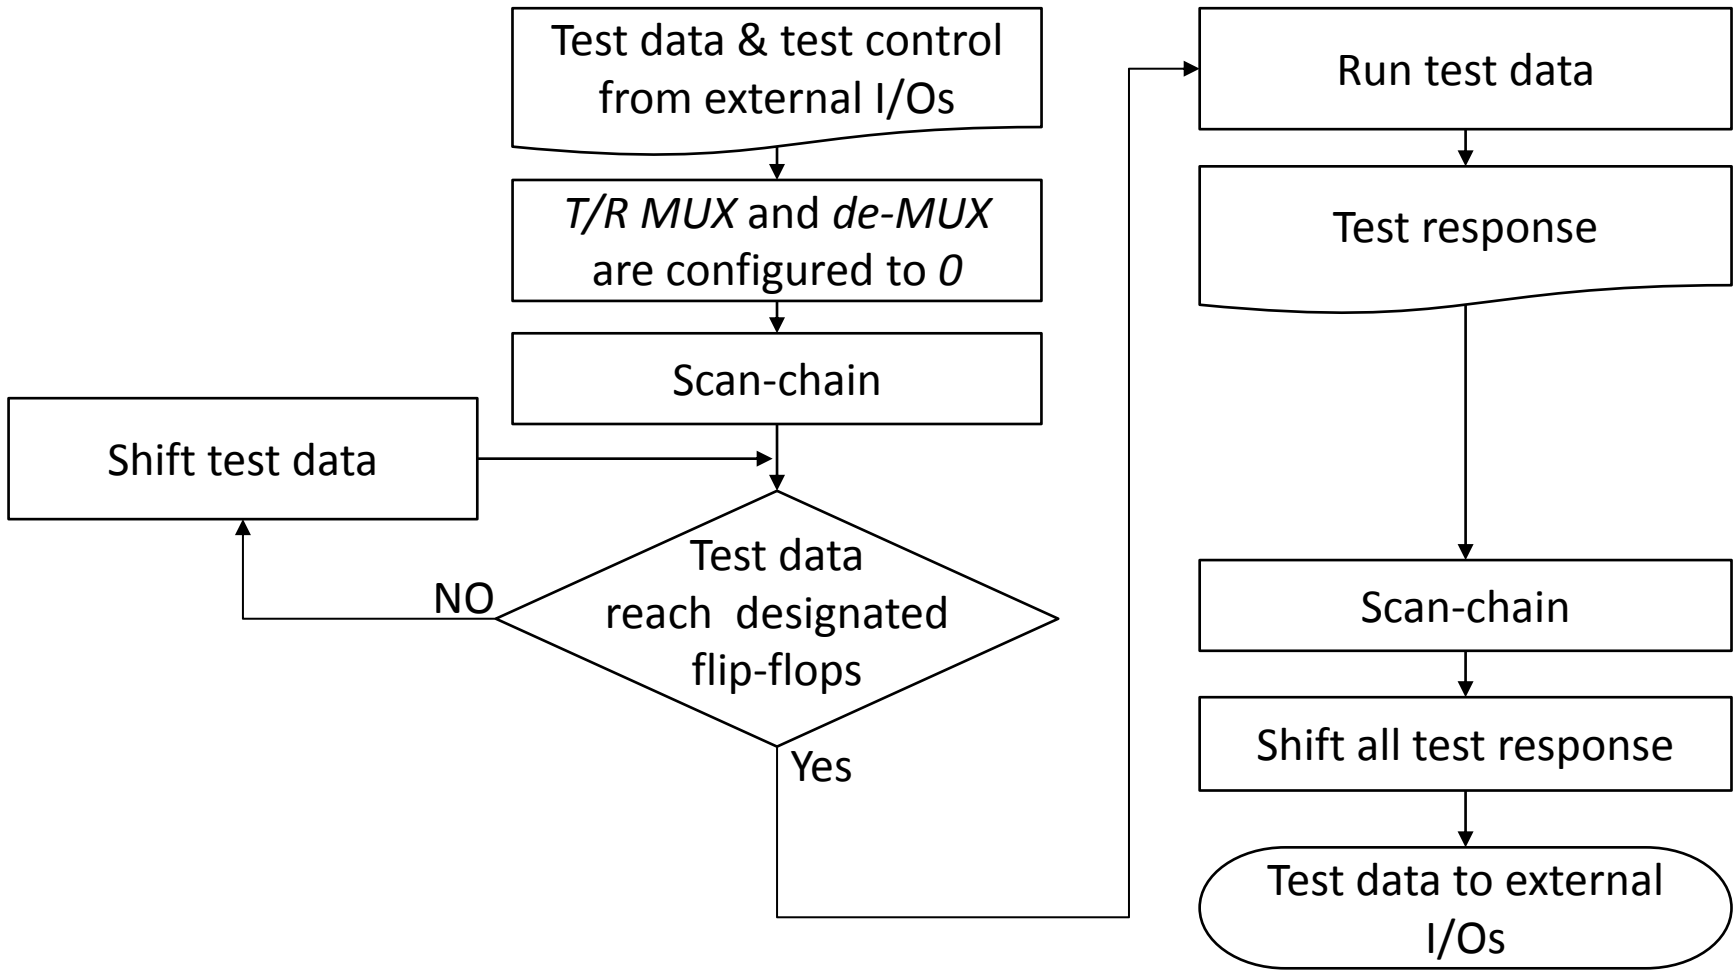 Test data & test control
from external I/Os
T/R MUX and de-MUX
are configured to 0
Scan-chain
Shift test data
Test data
reach  designated
flip-flops
NO
Yes
Run test data
Test response
Scan-chain
Shift all test response
Test data to external
I/Os